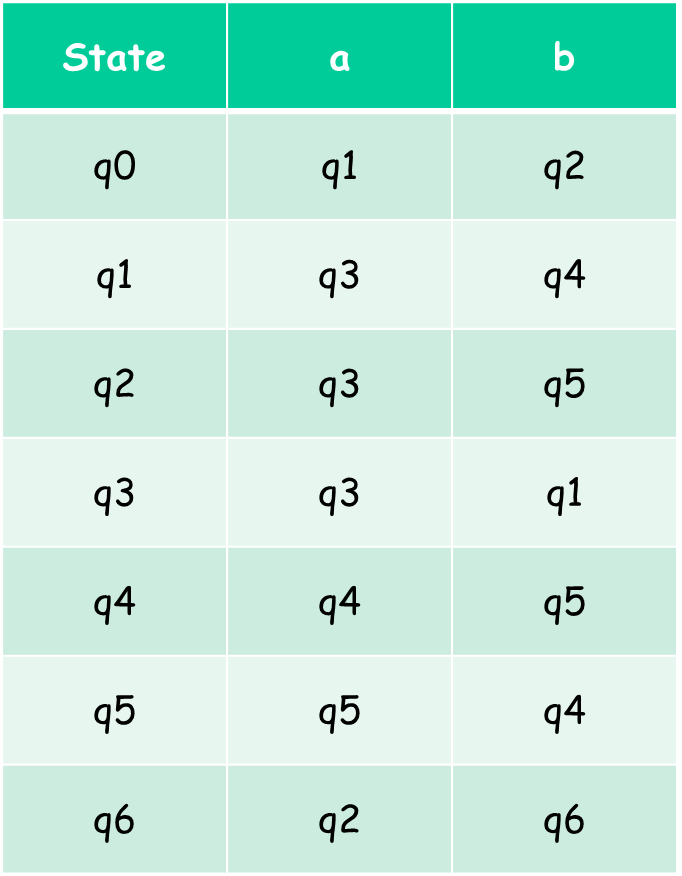 State a b
q0 q1 q2
q1 q3 q4
q2 q3 q5
q3 q3 q1
q4 q4 q5
q5 q5 q4
q6 q2 q6